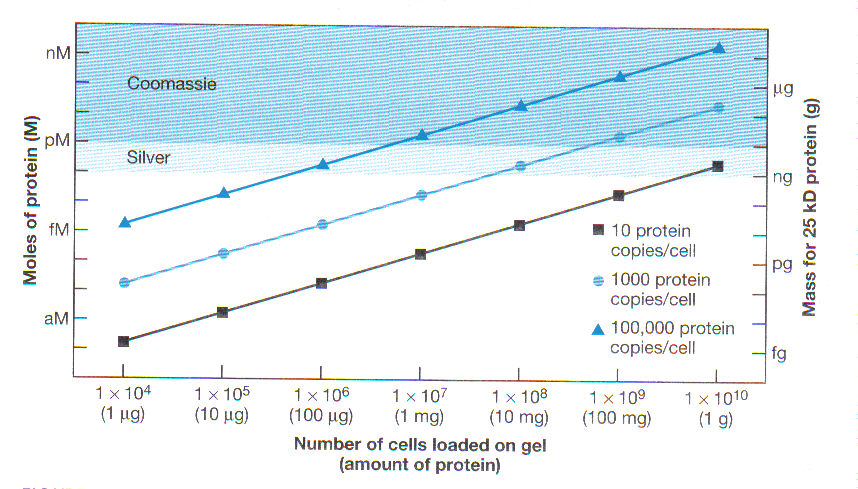 nM
Coomassie
µg
pM
Silver
ng
fM
10 protein
copies/cell
pg
1000 protein
copies/cell
aM
100,000 protein
copies/cell
fg
Moles of protein (M)
Mass for 25 kD protein (g)
1 × 10⁴ 1 × 10⁵ 1 × 10⁶ 1 × 10⁷ 1 × 10⁸ 1 × 10⁹ 1 × 10¹⁰
(1 µg) (10 µg) (100 µg) (1 mg) (10 mg) (100 mg) (1 g)
Number of cells loaded on gel
(amount of protein)